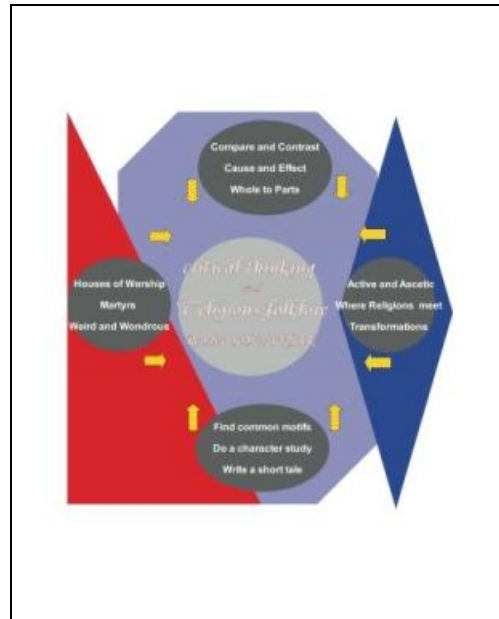 Compare and Contrast
Cause and Effect
Whole to Parts
Houses of Worship
Martyrs
Weird and Wondrous
critical thinking
religious folklore
Active and Ascetic
Where Religions meet
Transformations
Find common motifs
Do a character study
Write a short tale